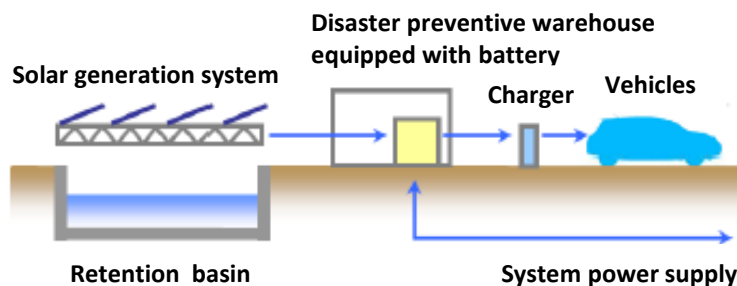 Disaster preventive warehouse
equipped with battery
Solar generation system
Charger
Vehicles
Retention basin
System power supply